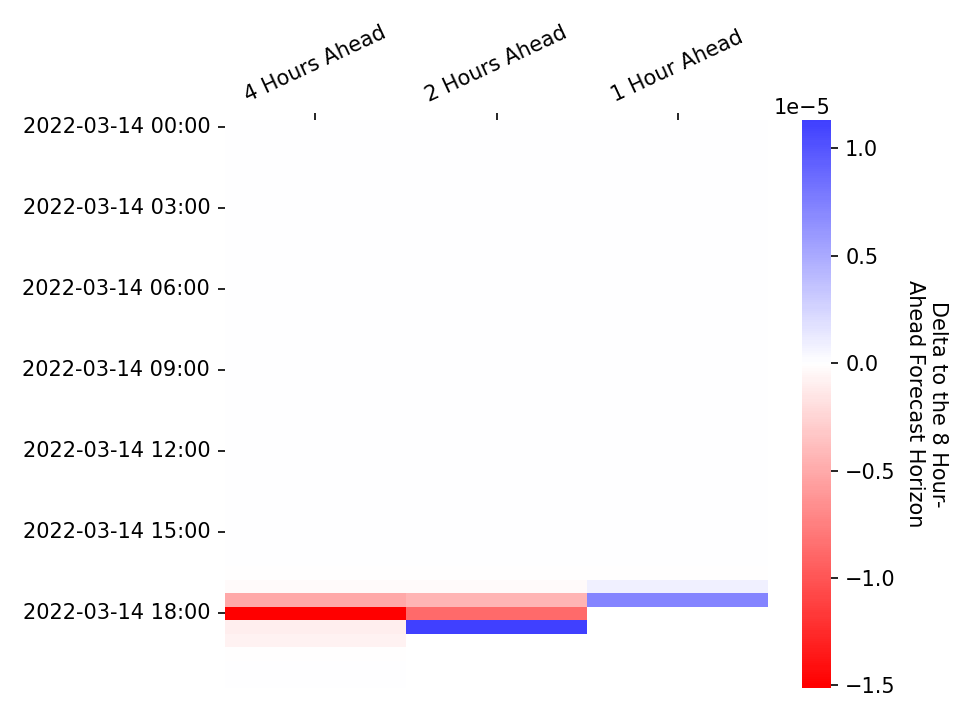 4 Hours Ahead
2 Hours Ahead
1 Hour Ahead
1e−5
2022-03-14 00:00
2022-03-14 03:00
2022-03-14 06:00
2022-03-14 09:00
2022-03-14 12:00
2022-03-14 15:00
2022-03-14 18:00
1.0
0.5
0.0
−0.5
−1.0
−1.5
Delta to the 8 Hour-
Ahead Forecast Horizon